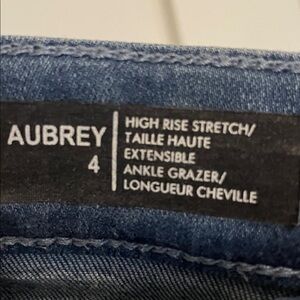 AUBREY
4
HIGH RISE STRETCH/
TAILLE HAUTE
EXTENSIBLE
ANKLE GRAZER/
LONGUEUR CHEVILLE